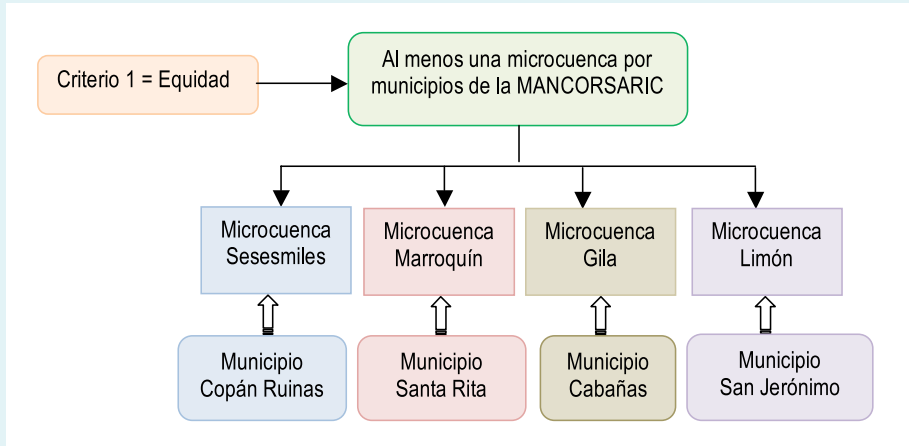 Criterio 1 = Equidad
Al menos una microcuenca por
municipios de la MANCORSARIC
Microcuenca
Sesesmiles
Microcuenca
Marroquín
Microcuenca
Gila
Microcuenca
Limón
Municipio
Copán Ruinas
Municipio
Santa Rita
Municipio
Cabañas
Municipio
San Jerónimo